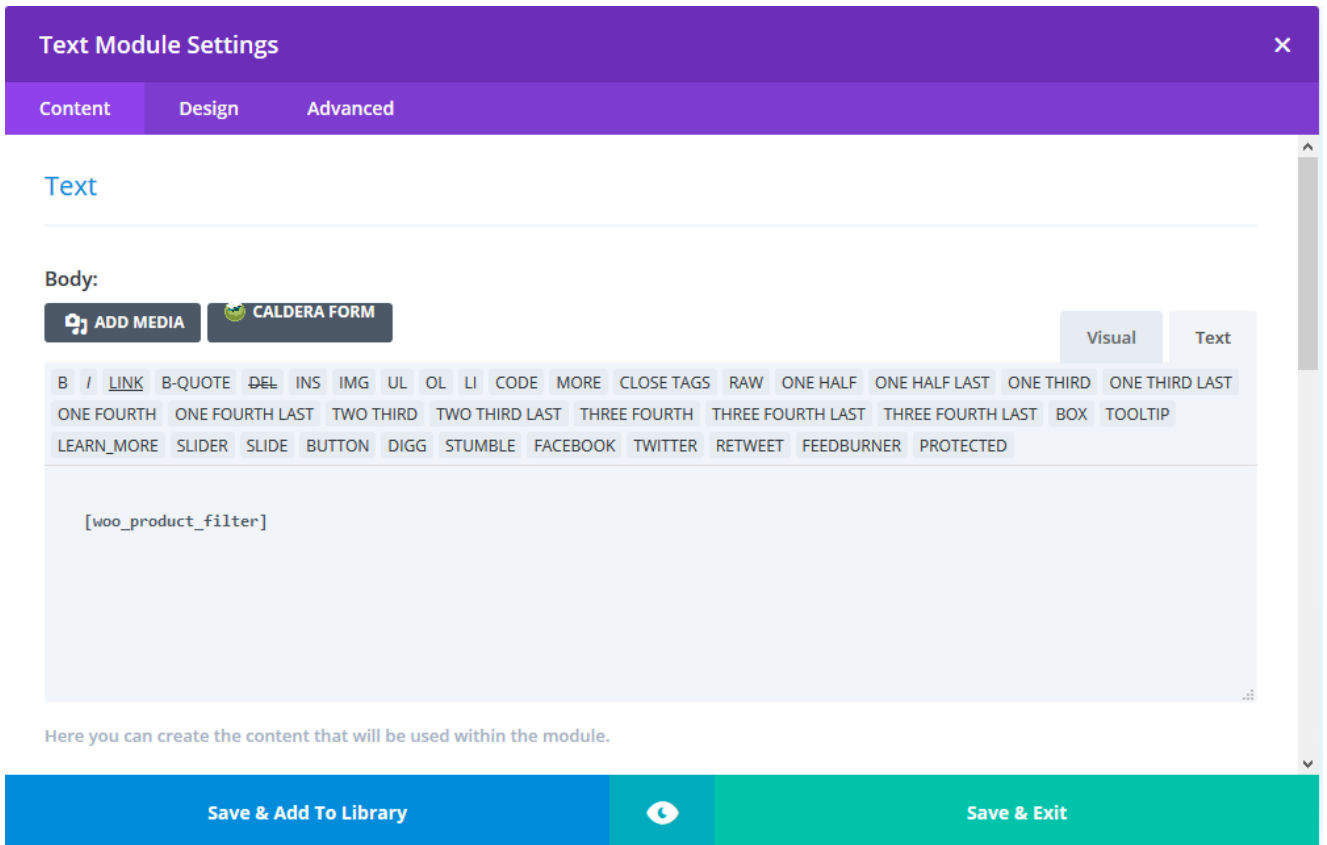 Text Module Settings
Content Design Advanced
Text
Body:
ADD MEDIA CALDERA FORM
Visual Text
B I LINK B-QUOTE DEL INS IMG UL OL LI CODE MORE CLOSE TAGS RAW ONE HALF ONE HALF LAST ONE THIRD ONE THIRD LAST
ONE FOURTH ONE FOURTH LAST TWO THIRD TWO THIRD LAST THREE FOURTH THREE FOURTH LAST THREE FOURTH LAST BOX TOOLTIP
LEARN_MORE SLIDER SLIDE BUTTON DIGG STUMBLE FACEBOOK TWITTER RETWEET FEEDBURNER PROTECTED
[woo_product_filter]
Here you can create the content that will be used within the module.
Save & Add To Library Save & Exit